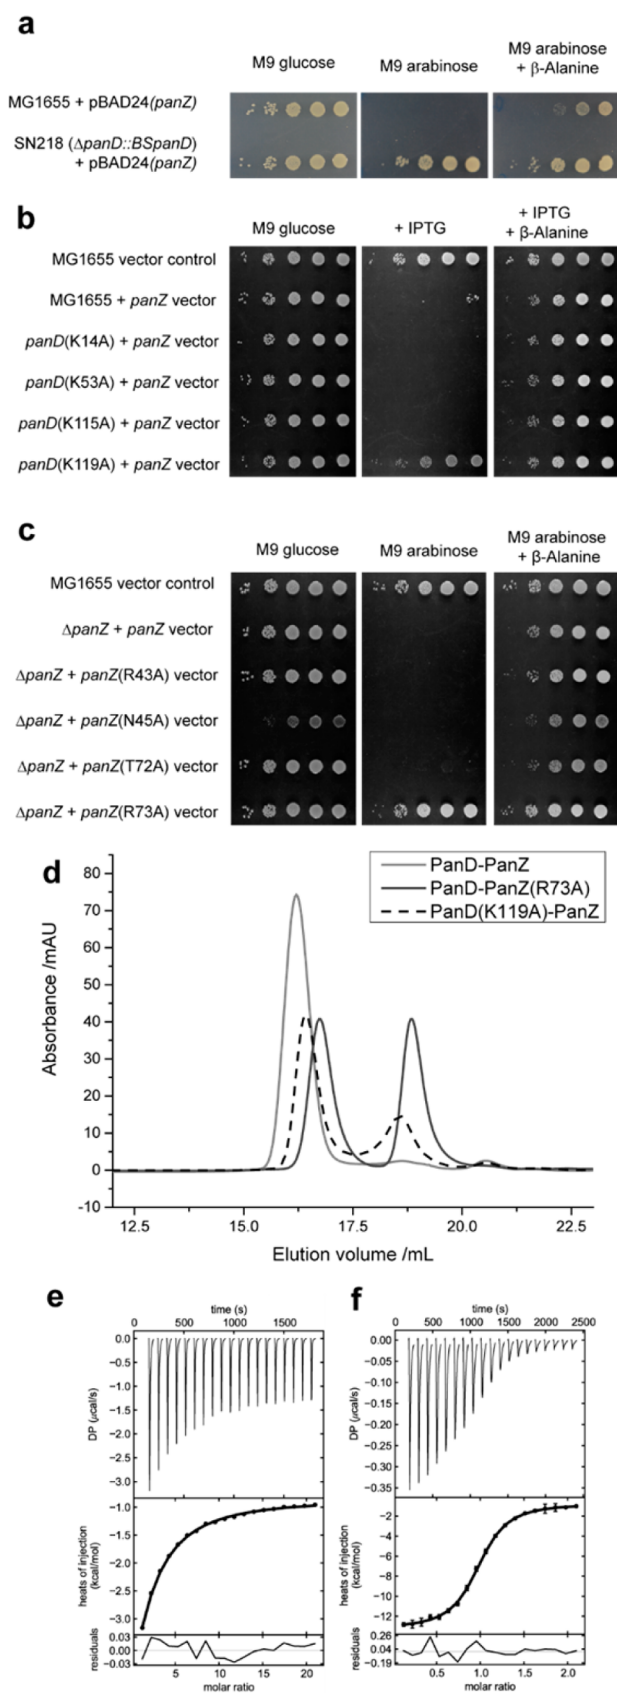 a
M9 glucose
M9 arabinose
M9 arabinose
+ β-Alanine
MG1655 + pBAD24(panZ)
SN218 (ΔpanD::BSpanD)
+ pBAD24(panZ)
b
M9 glucose
+ IPTG
+ IPTG
+ β-Alanine
MG1655 vector control
MG1655 + panZ vector
panD(K14A) + panZ vector
panD(K53A) + panZ vector
panD(K115A) + panZ vector
panD(K119A) + panZ vector
c
M9 glucose
M9 arabinose
M9 arabinose
+ β-Alanine
MG1655 vector control
ΔpanZ + panZ vector
ΔpanZ + panZ(R43A) vector
ΔpanZ + panZ(N45A) vector
ΔpanZ + panZ(T72A) vector
ΔpanZ + panZ(R73A) vector
d
PanD-PanZ
PanD-PanZ(R73A)
PanD(K119A)-PanZ
Absorbance /mAU
80
70
60
50
40
30
20
10
0
-10
12.5 15.0 17.5 20.0 22.5
Elution volume /mL
e
time (s)
0 500 1000 1500
DP (μcal/s)
0.0
−0.5
−1.0
−1.5
−2.0
−2.5
−3.0
heats of injection
(kcal/mol)
−1.0
−1.5
−2.0
−2.5
−3.0
residuals
0.03
0.00
−0.03
5 10 15 20
molar ratio
f
time (s)
0 500 1000 1500 2000 2500
DP (μcal/s)
0.00
−0.05
−0.10
−0.15
−0.20
−0.25
−0.30
−0.35
heats of injection
(kcal/mol)
−2
−4
−6
−8
−10
−12
residuals
0.26
0.04
−0.19
0.5 1.0 1.5 2.0
molar ratio